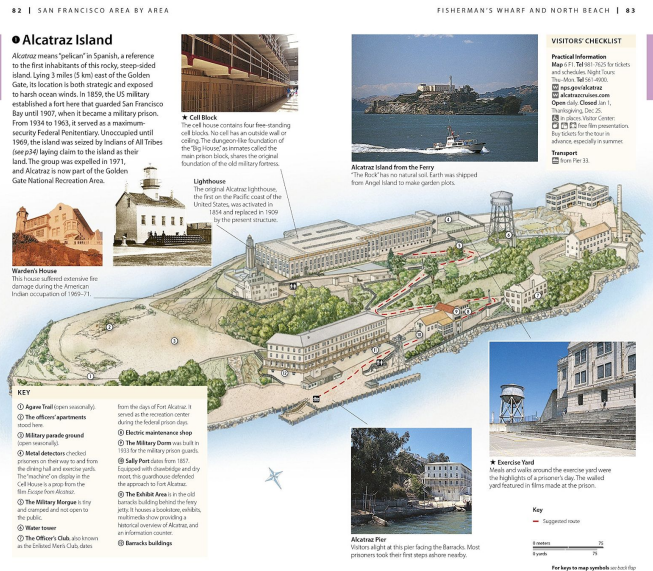 82 | SAN FRANCISCO AREA BY AREA
FISHERMAN'S WHARF AND NORTH BEACH | 83
❶ Alcatraz Island
Alcatraz means "pelican" in Spanish, a reference
to the first inhabitants of this rocky, steep-sided
island. Lying 3 miles (5 km) east of the Golden
Gate, its location is both strategic and exposed
to harsh ocean winds. In 1859, the US military
established a fort here that guarded San Francisco
Bay until 1907, when it became a military prison.
From 1934 to 1963, it served as a maximum-
security Federal Penitentiary. Unoccupied until
1969, the island was seized by Indians of All Tribes
(see p34) laying claim to the island as their
land. The group was expelled in 1971,
and Alcatraz is now part of the Golden
Gate National Recreation Area.
★ Cell Block
The cell house contains four free-standing
cell blocks. No cell has an outside wall or
ceiling. The dungeon-like foundation of
the "Big House," as inmates called the
main prison block, shares the original
foundation of the old military fortress.
Lighthouse
The original Alcatraz lighthouse,
the first on the Pacific coast of the
United States, was activated in
1854 and replaced in 1909
by the present structure.
Alcatraz Island from the Ferry
"The Rock" has no natural soil. Earth was shipped
from Angel Island to make garden plots.
VISITORS' CHECKLIST
Practical Information
Map 6 F1. Tel 981-7625 for tickets
and schedules. Night Tours:
Thu–Mon. Tel 561-4900.
nps.gov/alcatraz
alcatrazcruises.com
Open daily. Closed Jan 1,
Thanksgiving, Dec 25.
in places. Visitor Center:
free film presentation.
Buy tickets for the tour in
advance, especially in summer.
Transport
from Pier 33.
Warden's House
This house suffered extensive fire
damage during the American
Indian occupation of 1969–71.
KEY
① Agave Trail (open seasonally).
② The officers' apartments
stood here.
③ Military parade ground
(open seasonally).
④ Metal detectors checked
prisoners on their way to and from
the dining hall and exercise yards.
The "machine" on display in the
Cell House is a prop from the
film Escape from Alcatraz.
⑤ The Military Morgue is tiny
and cramped and not open to
the public.
⑥ Water tower
⑦ The Officer's Club, also known
as the Enlisted Men's Club, dates
from the days of Fort Alcatraz. It
served as the recreation center
during the federal prison days.
⑧ Electric maintenance shop
⑨ The Military Dorm was built in
1933 for the military prison guards.
⑩ Sally Port dates from 1857.
Equipped with drawbridge and dry
moat, this guardhouse defended
the approach to Fort Alcatraz.
⑪ The Exhibit Area is in the old
barracks building behind the ferry
jetty. It houses a bookstore, exhibits,
multimedia show providing a
historical overview of Alcatraz, and
an information counter.
⑫ Barracks buildings
Alcatraz Pier
Visitors alight at this pier facing the Barracks. Most
prisoners took their first steps ashore nearby.
★ Exercise Yard
Meals and walks around the exercise yard were
the highlights of a prisoner's day. The walled
yard featured in films made at the prison.
Key
Suggested route
0 meters 75
0 yards 75
For keys to map symbols see back flap